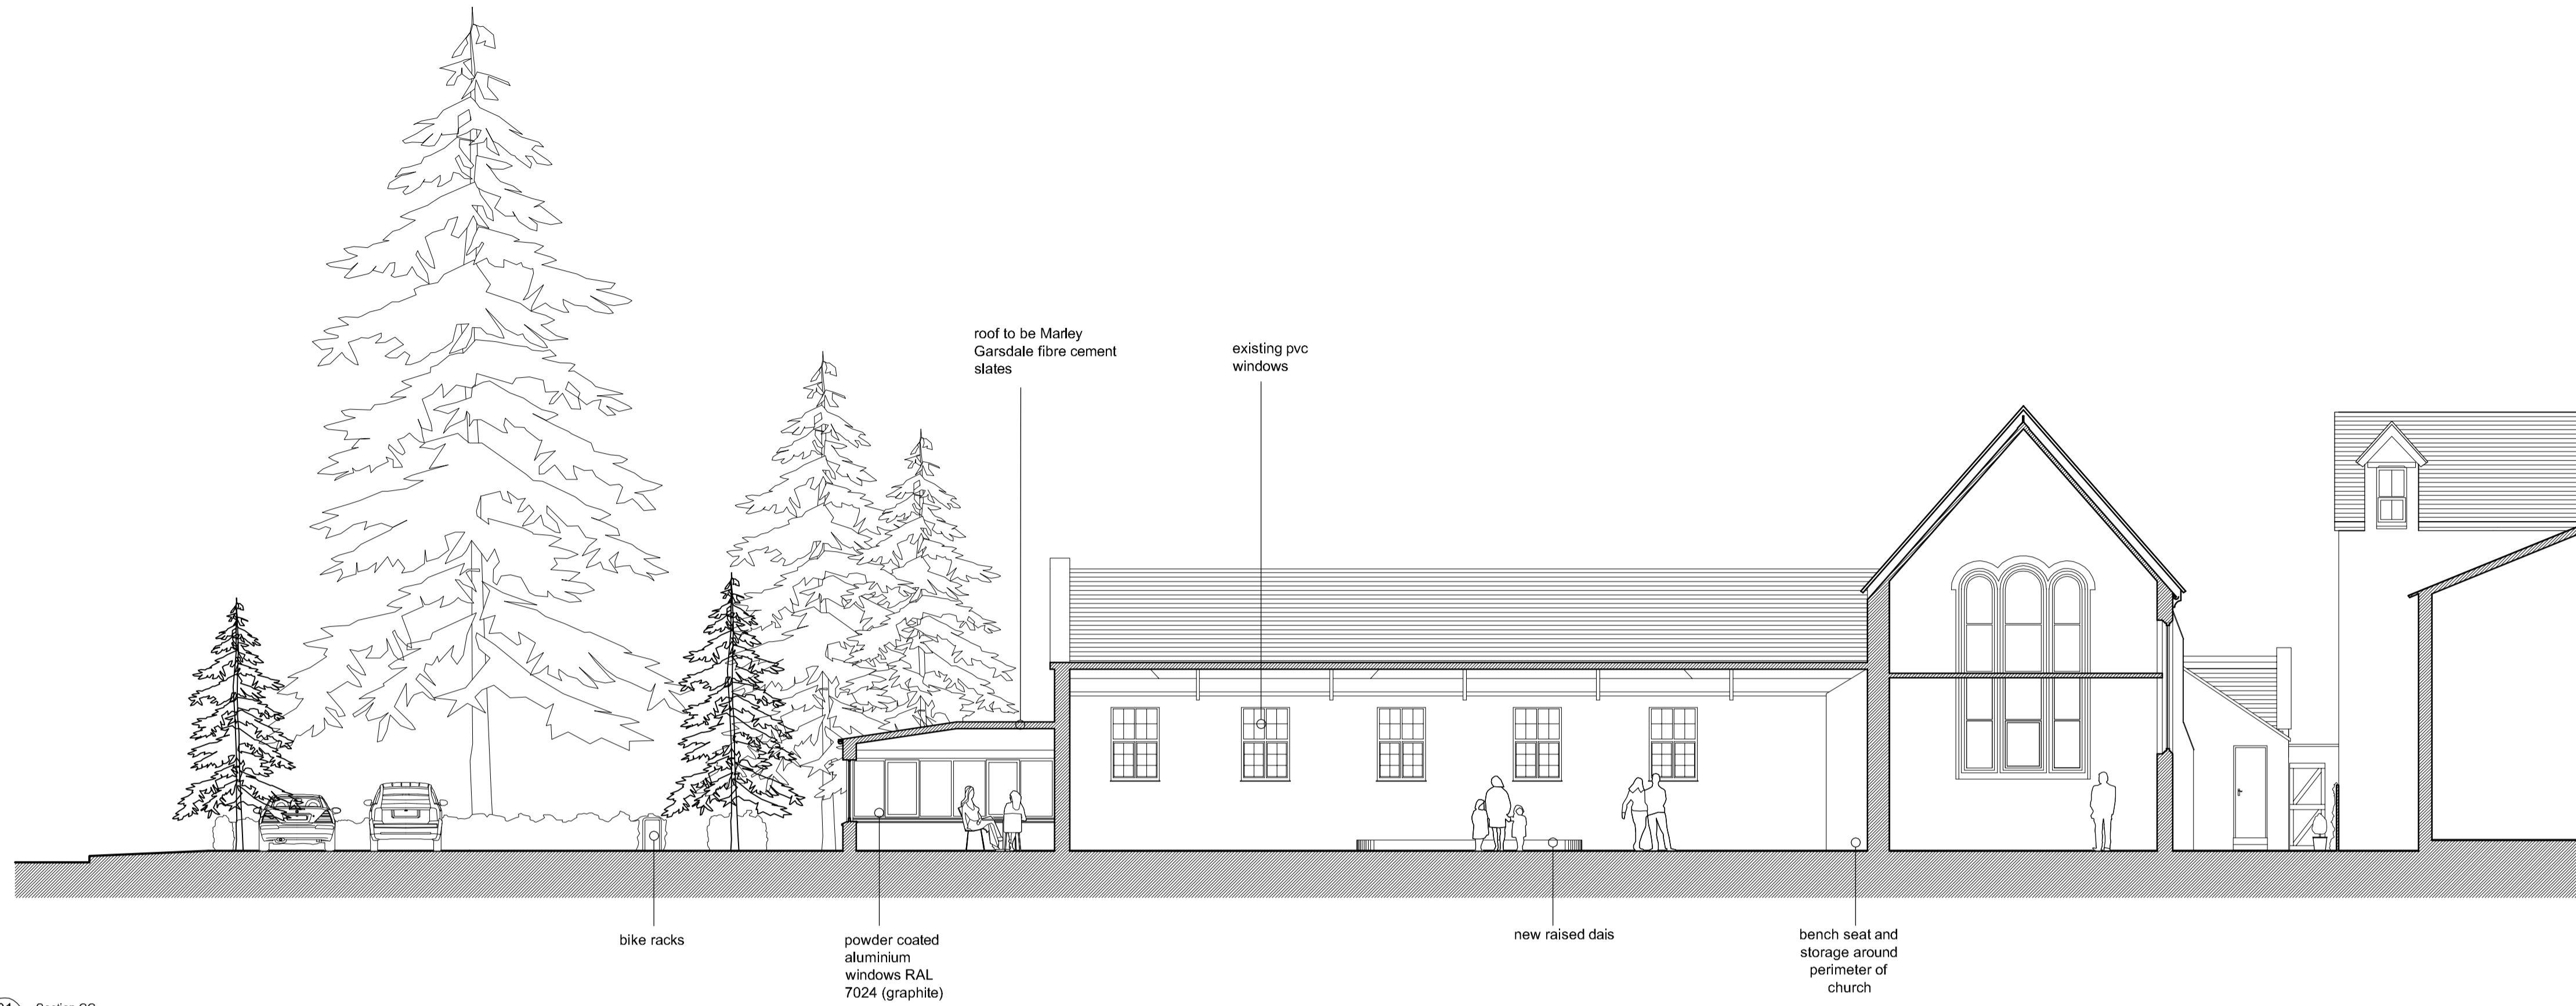 roof to be Marley
Garsdale fibre cement
slates
existing pvc
windows
bike racks
powder coated
aluminium
windows RAL
7024 (graphite)
new raised dais
bench seat and
storage around
perimeter of
church